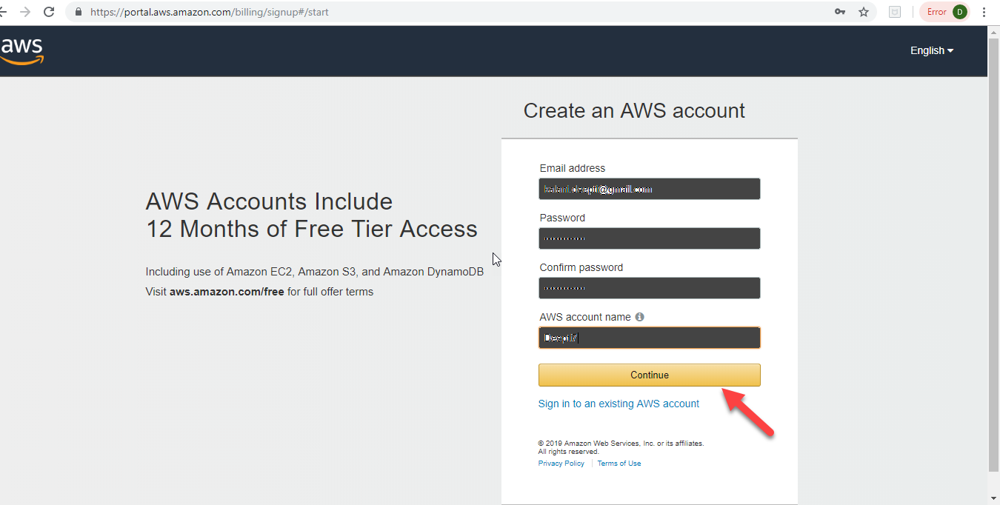 https://portal.aws.amazon.com/billing/signup#/start
Error D
aws
English
Create an AWS account
AWS Accounts Include
12 Months of Free Tier Access
Including use of Amazon EC2, Amazon S3, and Amazon DynamoDB
Visit aws.amazon.com/free for full offer terms
Email address
kalani.deepti@gmail.com
Password
Confirm password
AWS account name
Continue
Sign in to an existing AWS account
© 2019 Amazon Web Services, Inc. or its affiliates.
All rights reserved.
Privacy Policy | Terms of Use